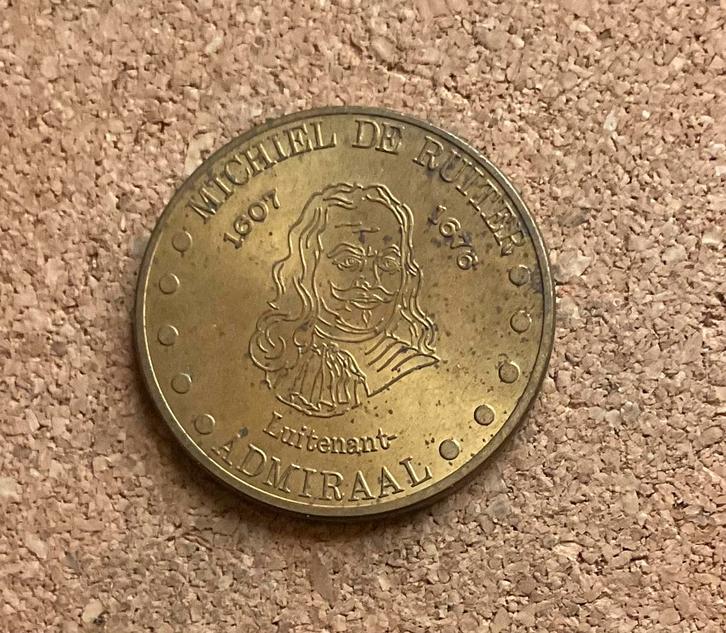 MICHIEL DE RUITER
1607 1676
Luitenant-
ADMIRAAL